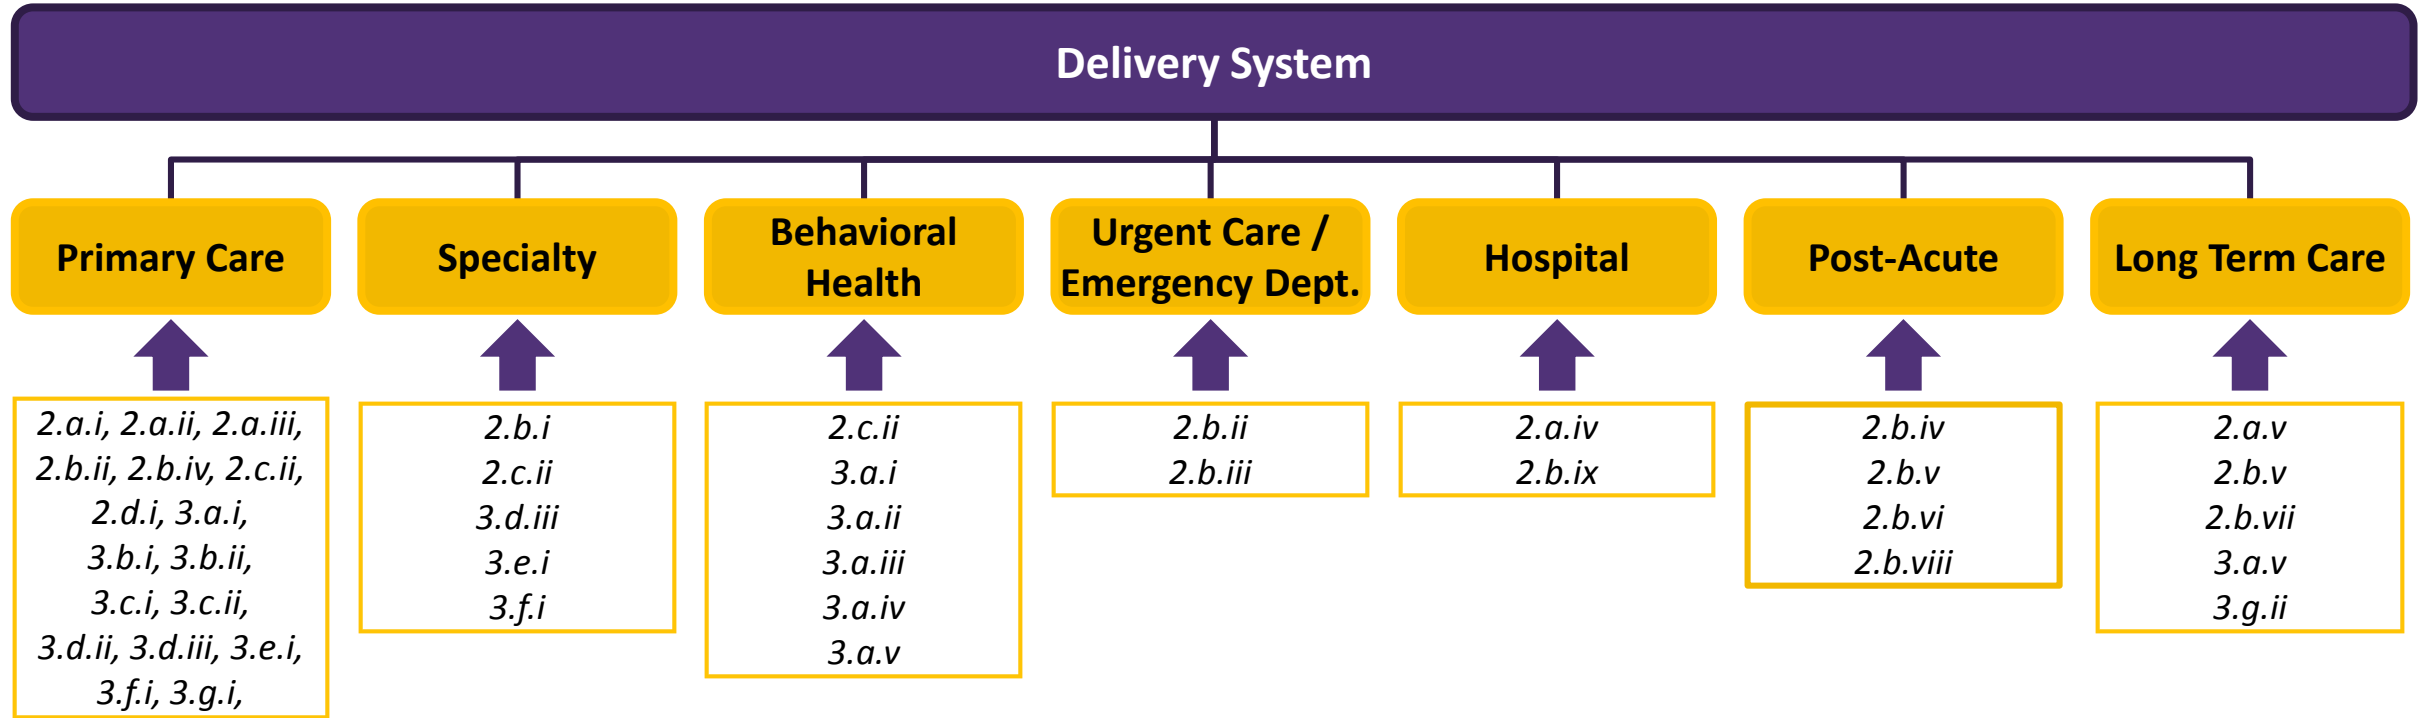 Delivery System
Primary Care
Specialty
Behavioral
Health
Urgent Care /
Emergency Dept.
Hospital
Post-Acute
Long Term Care
2.a.i, 2.a.ii, 2.a.iii,
2.b.ii, 2.b.iv, 2.c.ii,
2.d.i, 3.a.i,
3.b.i, 3.b.ii,
3.c.i, 3.c.ii,
3.d.ii, 3.d.iii, 3.e.i,
3.f.i, 3.g.i,
2.b.i
2.c.ii
3.d.iii
3.e.i
3.f.i
2.c.ii
3.a.i
3.a.ii
3.a.iii
3.a.iv
3.a.v
2.b.ii
2.b.iii
2.a.iv
2.b.ix
2.b.iv
2.b.v
2.b.vi
2.b.viii
2.a.v
2.b.v
2.b.vii
3.a.v
3.g.ii